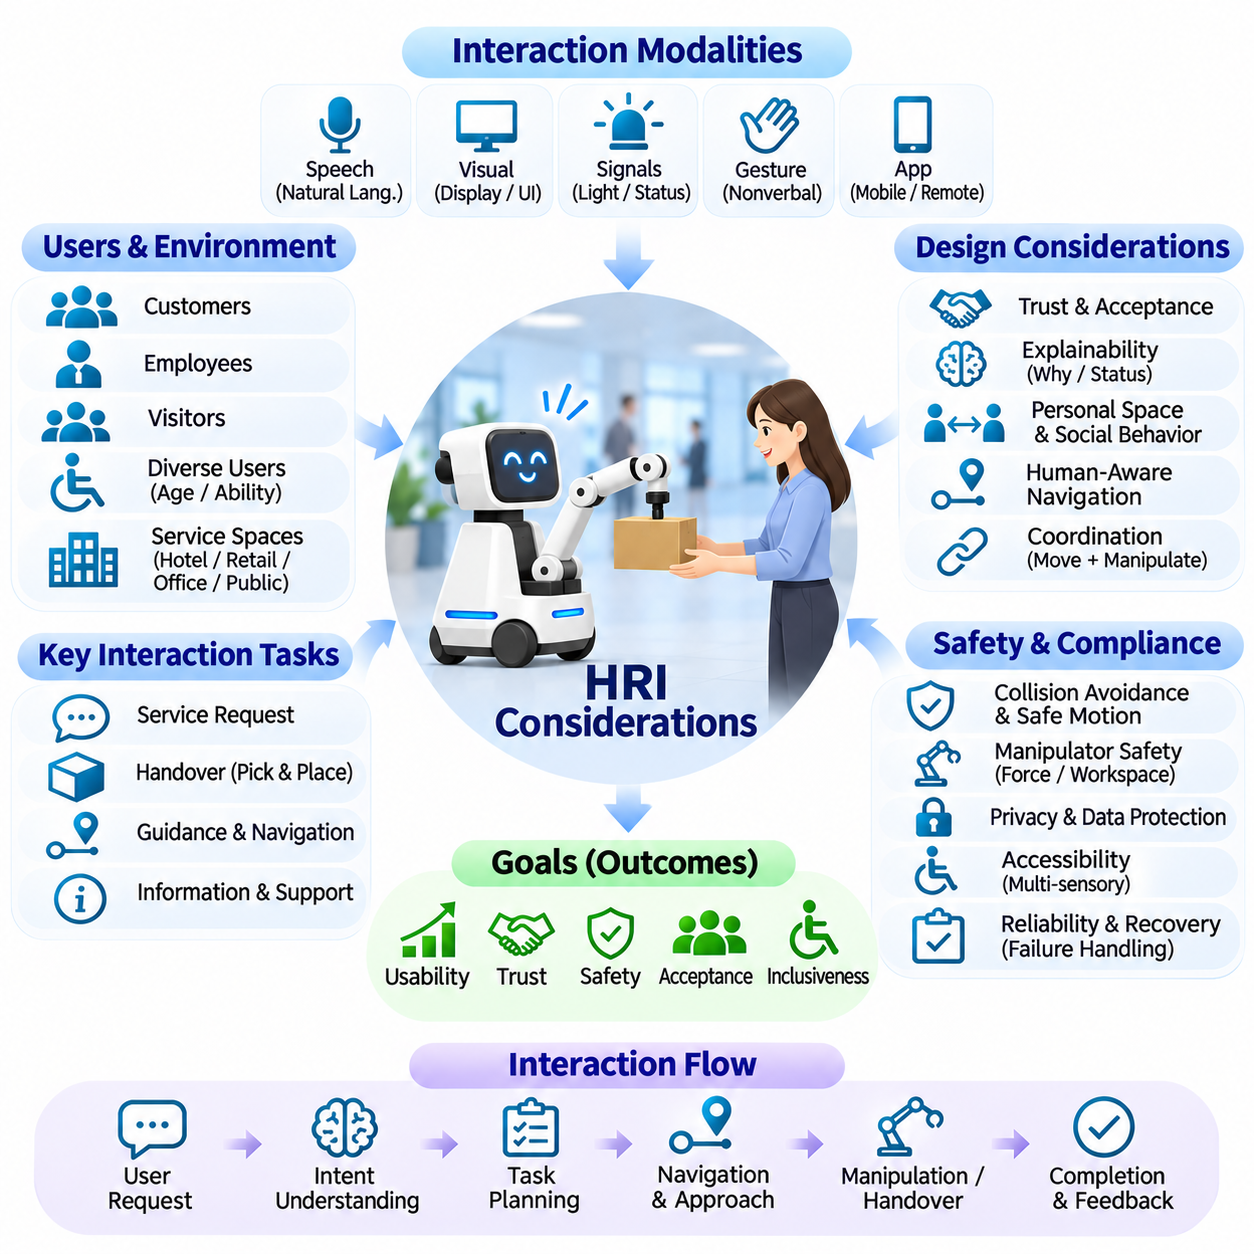 Interaction Modalities
Speech
(Natural Lang.)
Visual
(Display / UI)
Signals
(Light / Status)
Gesture
(Nonverbal)
App
(Mobile / Remote)
Users & Environment
Customers
Employees
Visitors
Diverse Users
(Age / Ability)
Service Spaces
(Hotel / Retail /
Office / Public)
Design Considerations
Trust & Acceptance
Explainability
(Why / Status)
Personal Space
& Social Behavior
Human-Aware
Navigation
Coordination
(Move + Manipulate)
HRI
Considerations
Key Interaction Tasks
Service Request
Handover (Pick & Place)
Guidance & Navigation
Information & Support
Safety & Compliance
Collision Avoidance
& Safe Motion
Manipulator Safety
(Force / Workspace)
Privacy & Data Protection
Accessibility
(Multi-sensory)
Reliability & Recovery
(Failure Handling)
Goals (Outcomes)
Usability
Trust
Safety
Acceptance
Inclusiveness
Interaction Flow
User
Request
Intent
Understanding
Task
Planning
Navigation
& Approach
Manipulation /
Handover
Completion
& Feedback